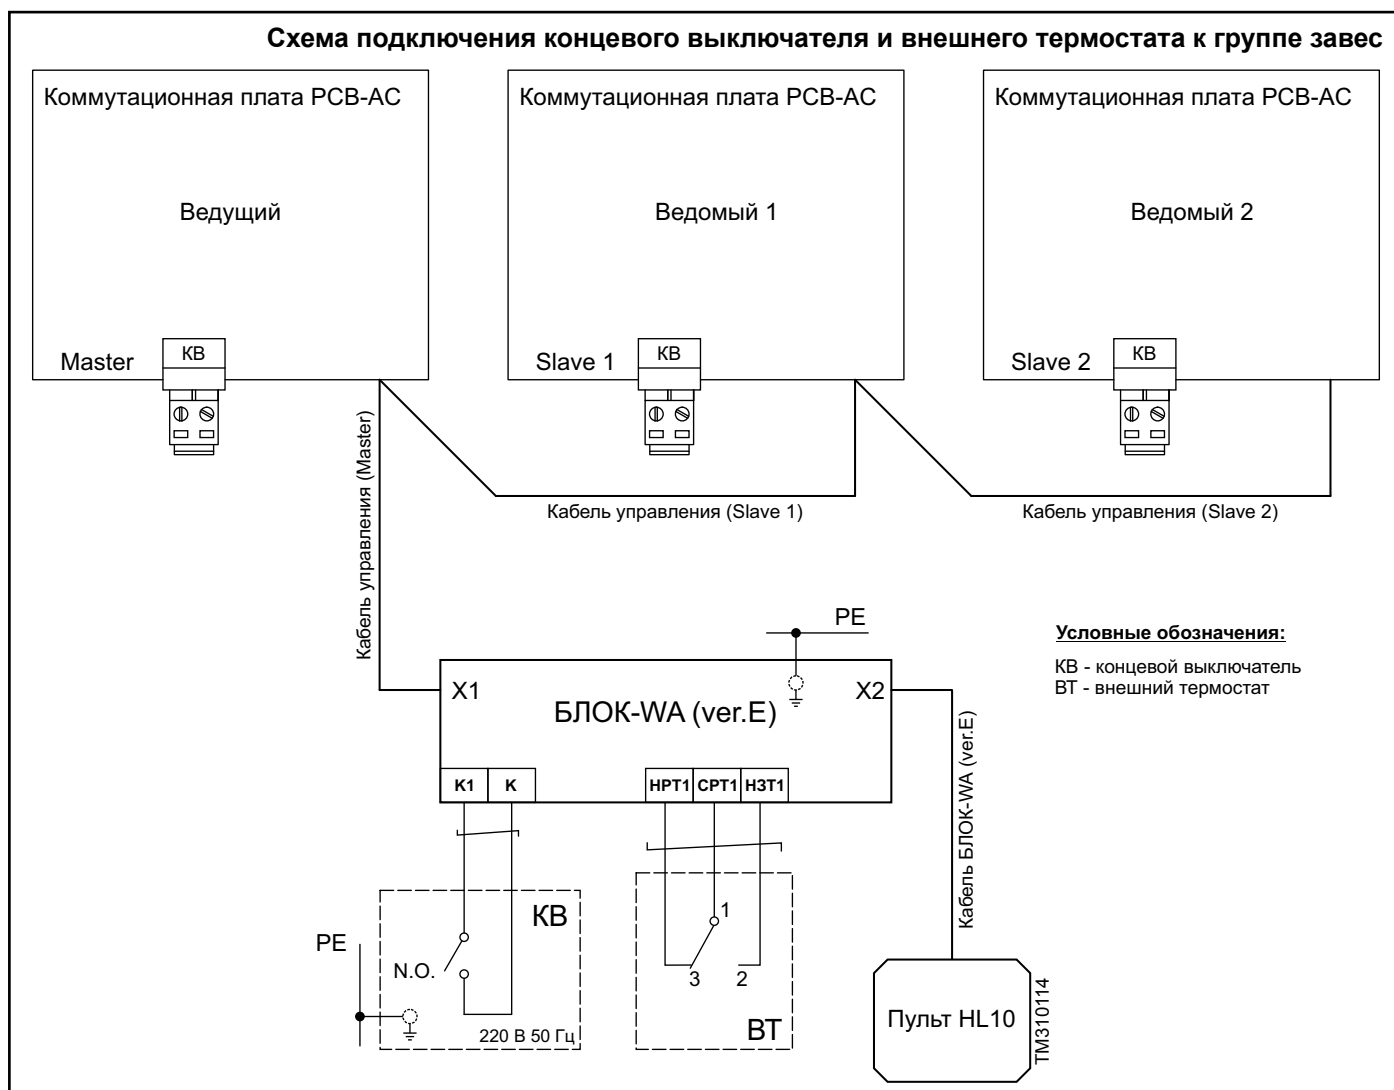 Схема подключения концевого выключателя и внешнего термостата к группе завес
Коммутационная плата PCB-AC
Ведущий
Master
КВ
Коммутационная плата PCB-AC
Ведомый 1
Slave 1
КВ
Коммутационная плата PCB-AC
Ведомый 2
Slave 2
КВ
Кабель управления (Master)
Кабель управления (Slave 1)
Кабель управления (Slave 2)
PE
Условные обозначения:
КВ - концевой выключатель
ВТ - внешний термостат
X1
БЛОК-WA (ver.E)
X2
К1
К
НРТ1
СРТ1
НЗТ1
Кабель БЛОК-WA (ver.E)
КВ
PE
N.O.
220 В 50 Гц
1
3
2
ВТ
Пульт HL10
TM310114